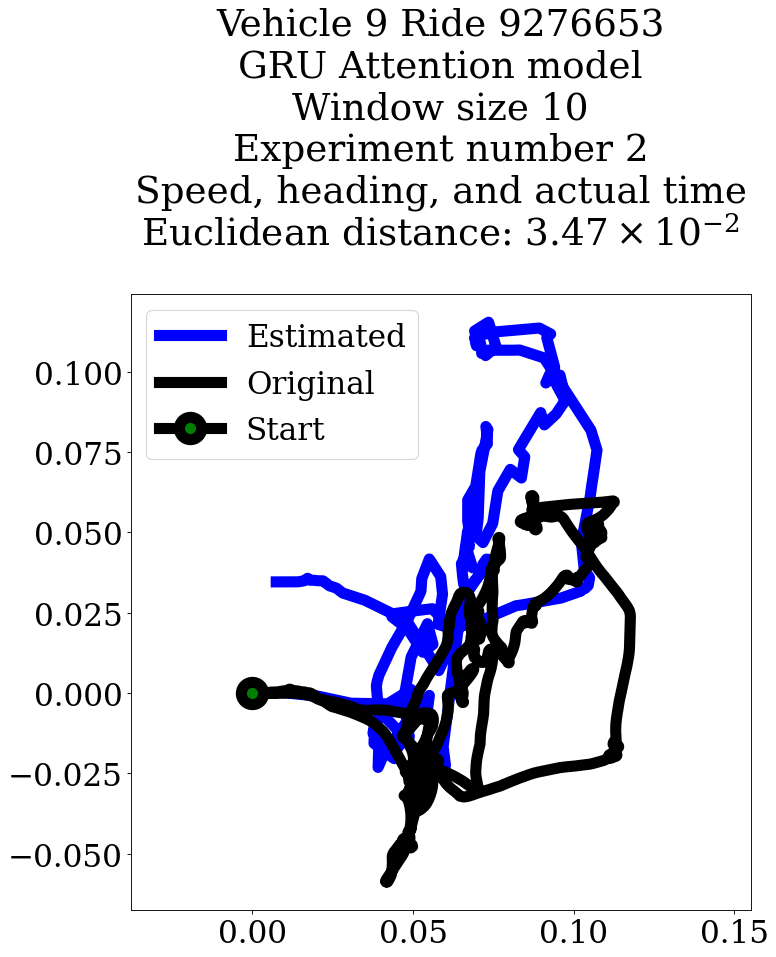 Vehicle 9 Ride 9276653
GRU Attention model
Window size 10
Experiment number 2
Speed, heading, and actual time
Euclidean distance: 3.47 × 10⁻²
Estimated
Original
Start
0.100
0.075
0.050
0.025
0.000
−0.025
−0.050
0.00 0.05 0.10 0.15